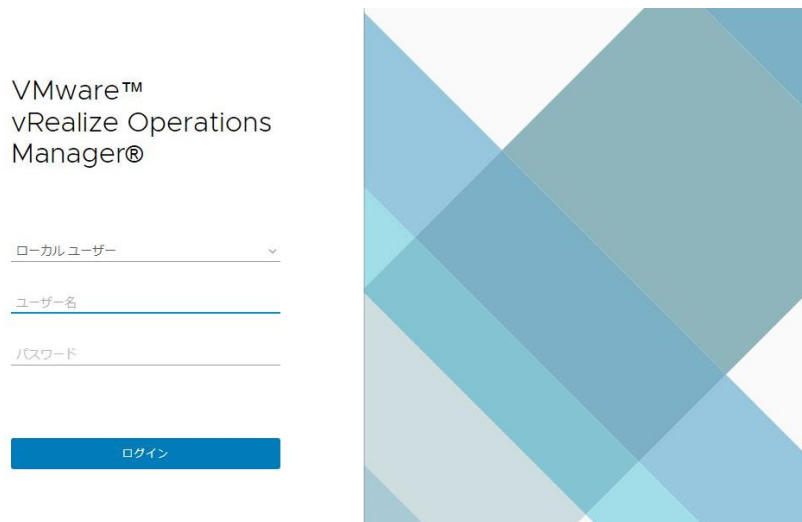 VMware™
vRealize Operations
Manager®
ローカル ユーザー
ユーザー名
パスワード
ログイン